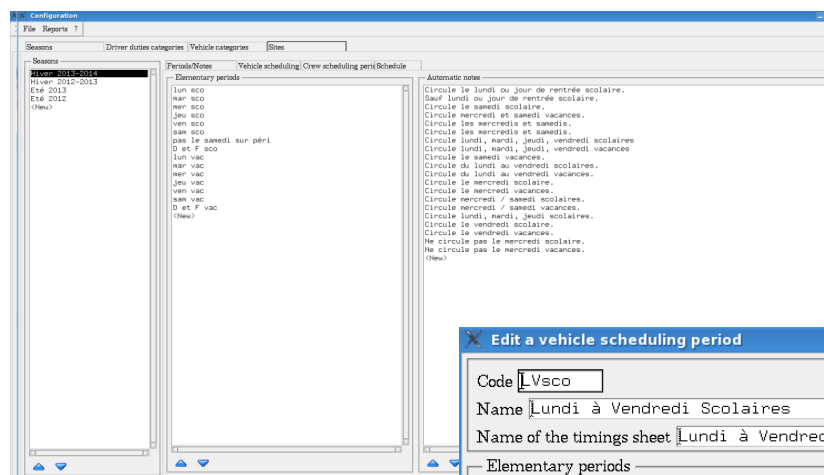 Configuration
File Reports ?
Seasons Driver duties categories Vehicle categories Sites
Seasons
Hiver 2013-2014
Hiver 2012-2013
Eté 2013
Eté 2012
<New>
Periods/Notes Vehicle scheduling Crew scheduling peri Schedule
Elementary periods
lun sco
mar sco
mer sco
jeu sco
ven sco
sam sco
pas le samedi sur péri
D et F sco
lun vac
mar vac
mer vac
jeu vac
ven vac
sam vac
D et F vac
<New>
Automatic notes
Circule le lundi ou jour de rentrée scolaire.
Sauf lundi ou jour de rentrée scolaire.
Circule le samedi scolaire.
Circule mercredi et samedi vacances.
Circule les mercredis et samedis.
Circule les mercredis et samedis.
Circule lundi, mardi, jeudi, vendredi scolaires
Circule lundi, mardi, jeudi, vendredi vacances
Circule le samedi vacances.
Circule du lundi au vendredi scolaires.
Circule du lundi au vendredi vacances.
Circule le mercredi scolaire.
Circule le mercredi vacances.
Circule mercredi / samedi scolaires.
Circule mercredi / samedi vacances.
Circule lundi, mardi, jeudi scolaires.
Circule le vendredi scolaire.
Circule le vendredi vacances.
Ne circule pas le mercredi scolaire.
Ne circule pas le mercredi vacances.
<New>
Edit a vehicle scheduling period
Code LVsco
Name Lundi à Vendredi Scolaires
Name of the timings sheet Lundi à Vendred
Elementary periods